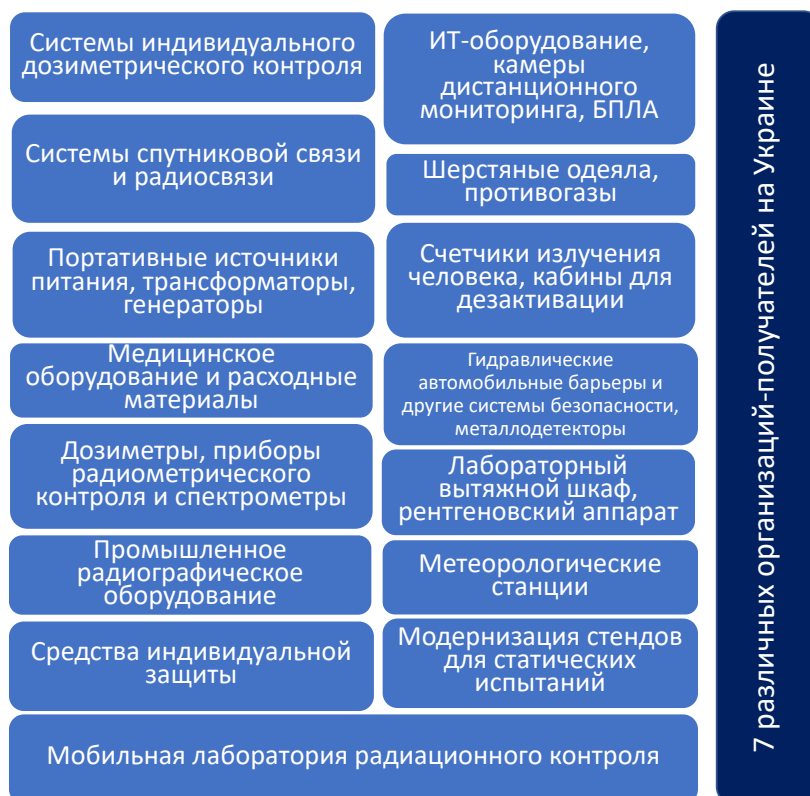 Системы индивидуального
дозиметрического контроля
Системы спутниковой связи
и радиосвязи
Портативные источники
питания, трансформаторы,
генераторы
Медицинское
оборудование и расходные
материалы
Дозиметры, приборы
радиометрического
контроля и спектрометры
Промышленное
радиографическое
оборудование
Средства индивидуальной
защиты
ИТ-оборудование,
камеры
дистанционного
мониторинга, БПЛА
Шерстяные одеяла,
противогазы
Счетчики излучения
человека, кабины для
дезактивации
Гидравлические
автомобильные барьеры и
другие системы безопасности,
металлодетекторы
Лабораторный
вытяжной шкаф,
рентгеновский аппарат
Метеорологические
станции
Модернизация стендов
для статических
испытаний
Мобильная лаборатория радиационного контроля
7 различных организаций-получателей на Украине